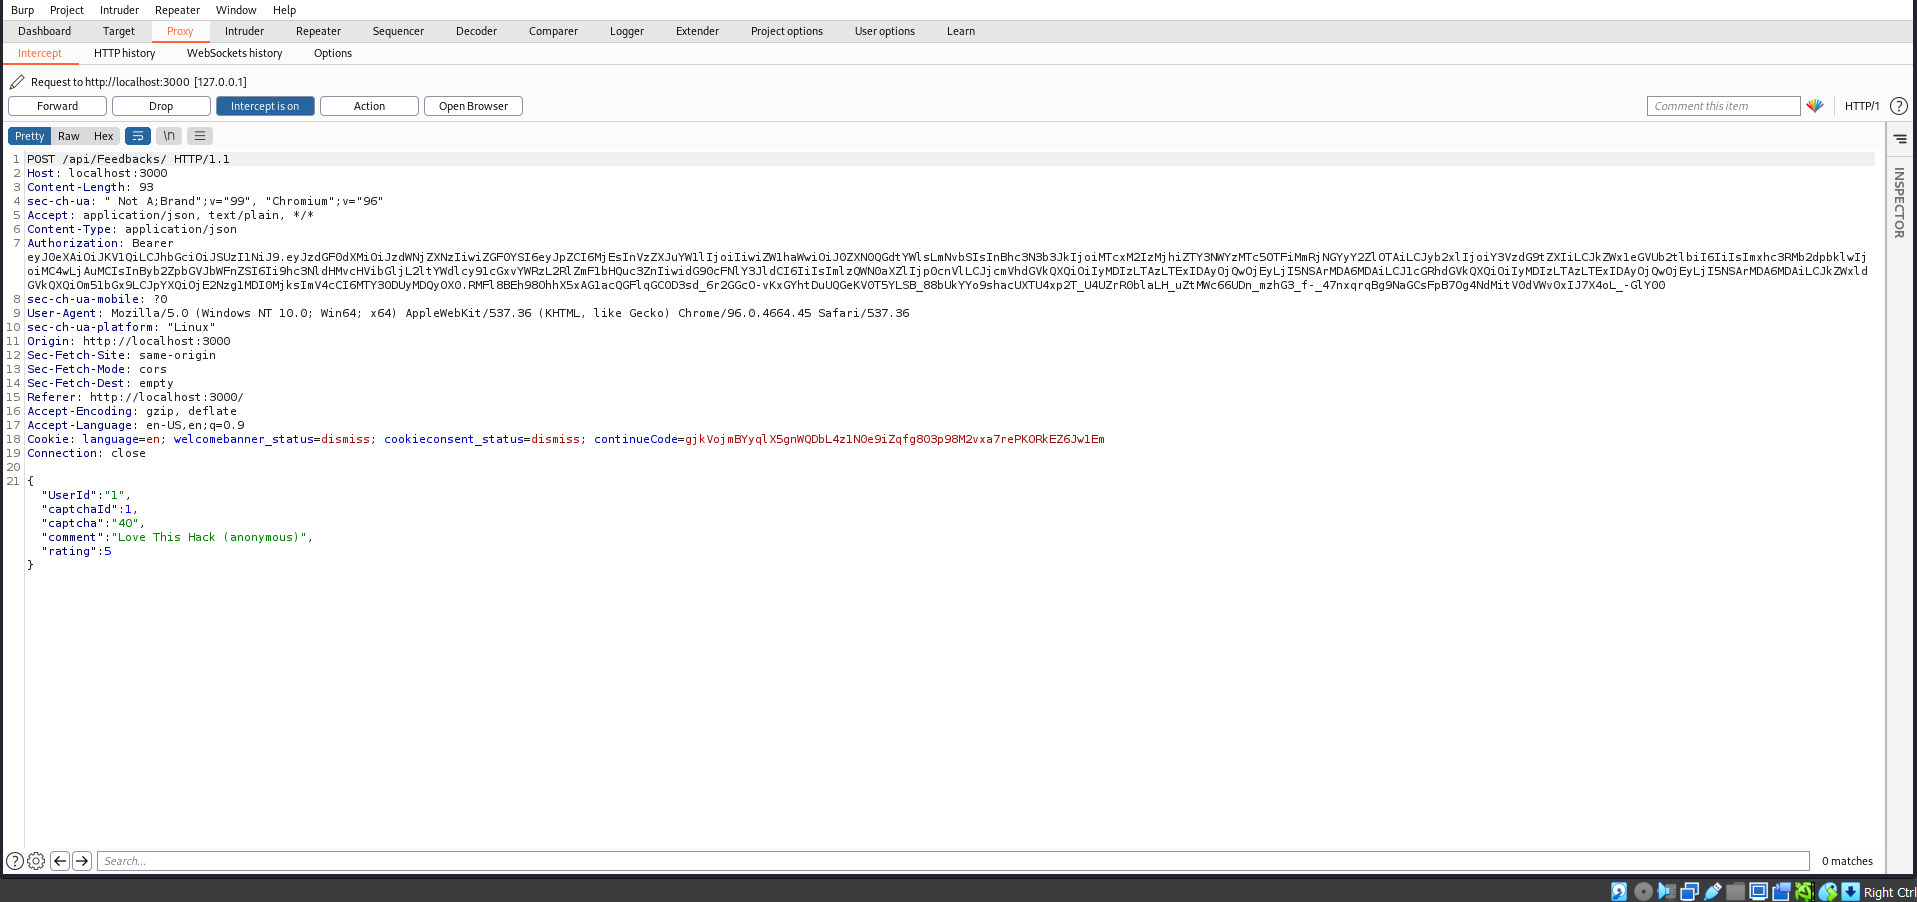 Burp Project Intruder Repeater Window Help
Dashboard Target Proxy Intruder Repeater Sequencer Decoder Comparer Logger Extender Project options User options Learn
Intercept HTTP history WebSockets history Options
Request to http://localhost:3000 [127.0.0.1]
Forward Drop Intercept is on Action Open Browser Comment this item HTTP/1 ?
Pretty Raw Hex \n
INSPECTOR
1 POST /api/Feedbacks/ HTTP/1.1
2 Host: localhost:3000
3 Content-Length: 93
4 sec-ch-ua: " Not A;Brand";v="99", "Chromium";v="96"
5 Accept: application/json, text/plain, */*
6 Content-Type: application/json
7 Authorization: Bearer
8 sec-ch-ua-mobile: ?0
9 User-Agent: Mozilla/5.0 (Windows NT 10.0; Win64; x64) AppleWebKit/537.36 (KHTML, like Gecko) Chrome/96.0.4664.45 Safari/537.36
10 sec-ch-ua-platform: "Linux"
11 Origin: http://localhost:3000
12 Sec-Fetch-Site: same-origin
13 Sec-Fetch-Mode: cors
14 Sec-Fetch-Dest: empty
15 Referer: http://localhost:3000/
16 Accept-Encoding: gzip, deflate
17 Accept-Language: en-US,en;q=0.9
18 Cookie: language=en; welcomebanner_status=dismiss; cookieconsent_status=dismiss; continueCode=gjkVojmBYyqlX5gnWQDbL4z1N0e9iZqfg8O3p98M2vxa7rePKORkEZ6Jw1Em
19 Connection: close
20
21 {
"UserId":"1",
"captchaId":1,
"captcha":"40",
"comment":"Love This Hack (anonymous)",
"rating":5
}
? Search... 0 matches
Right Ctrl